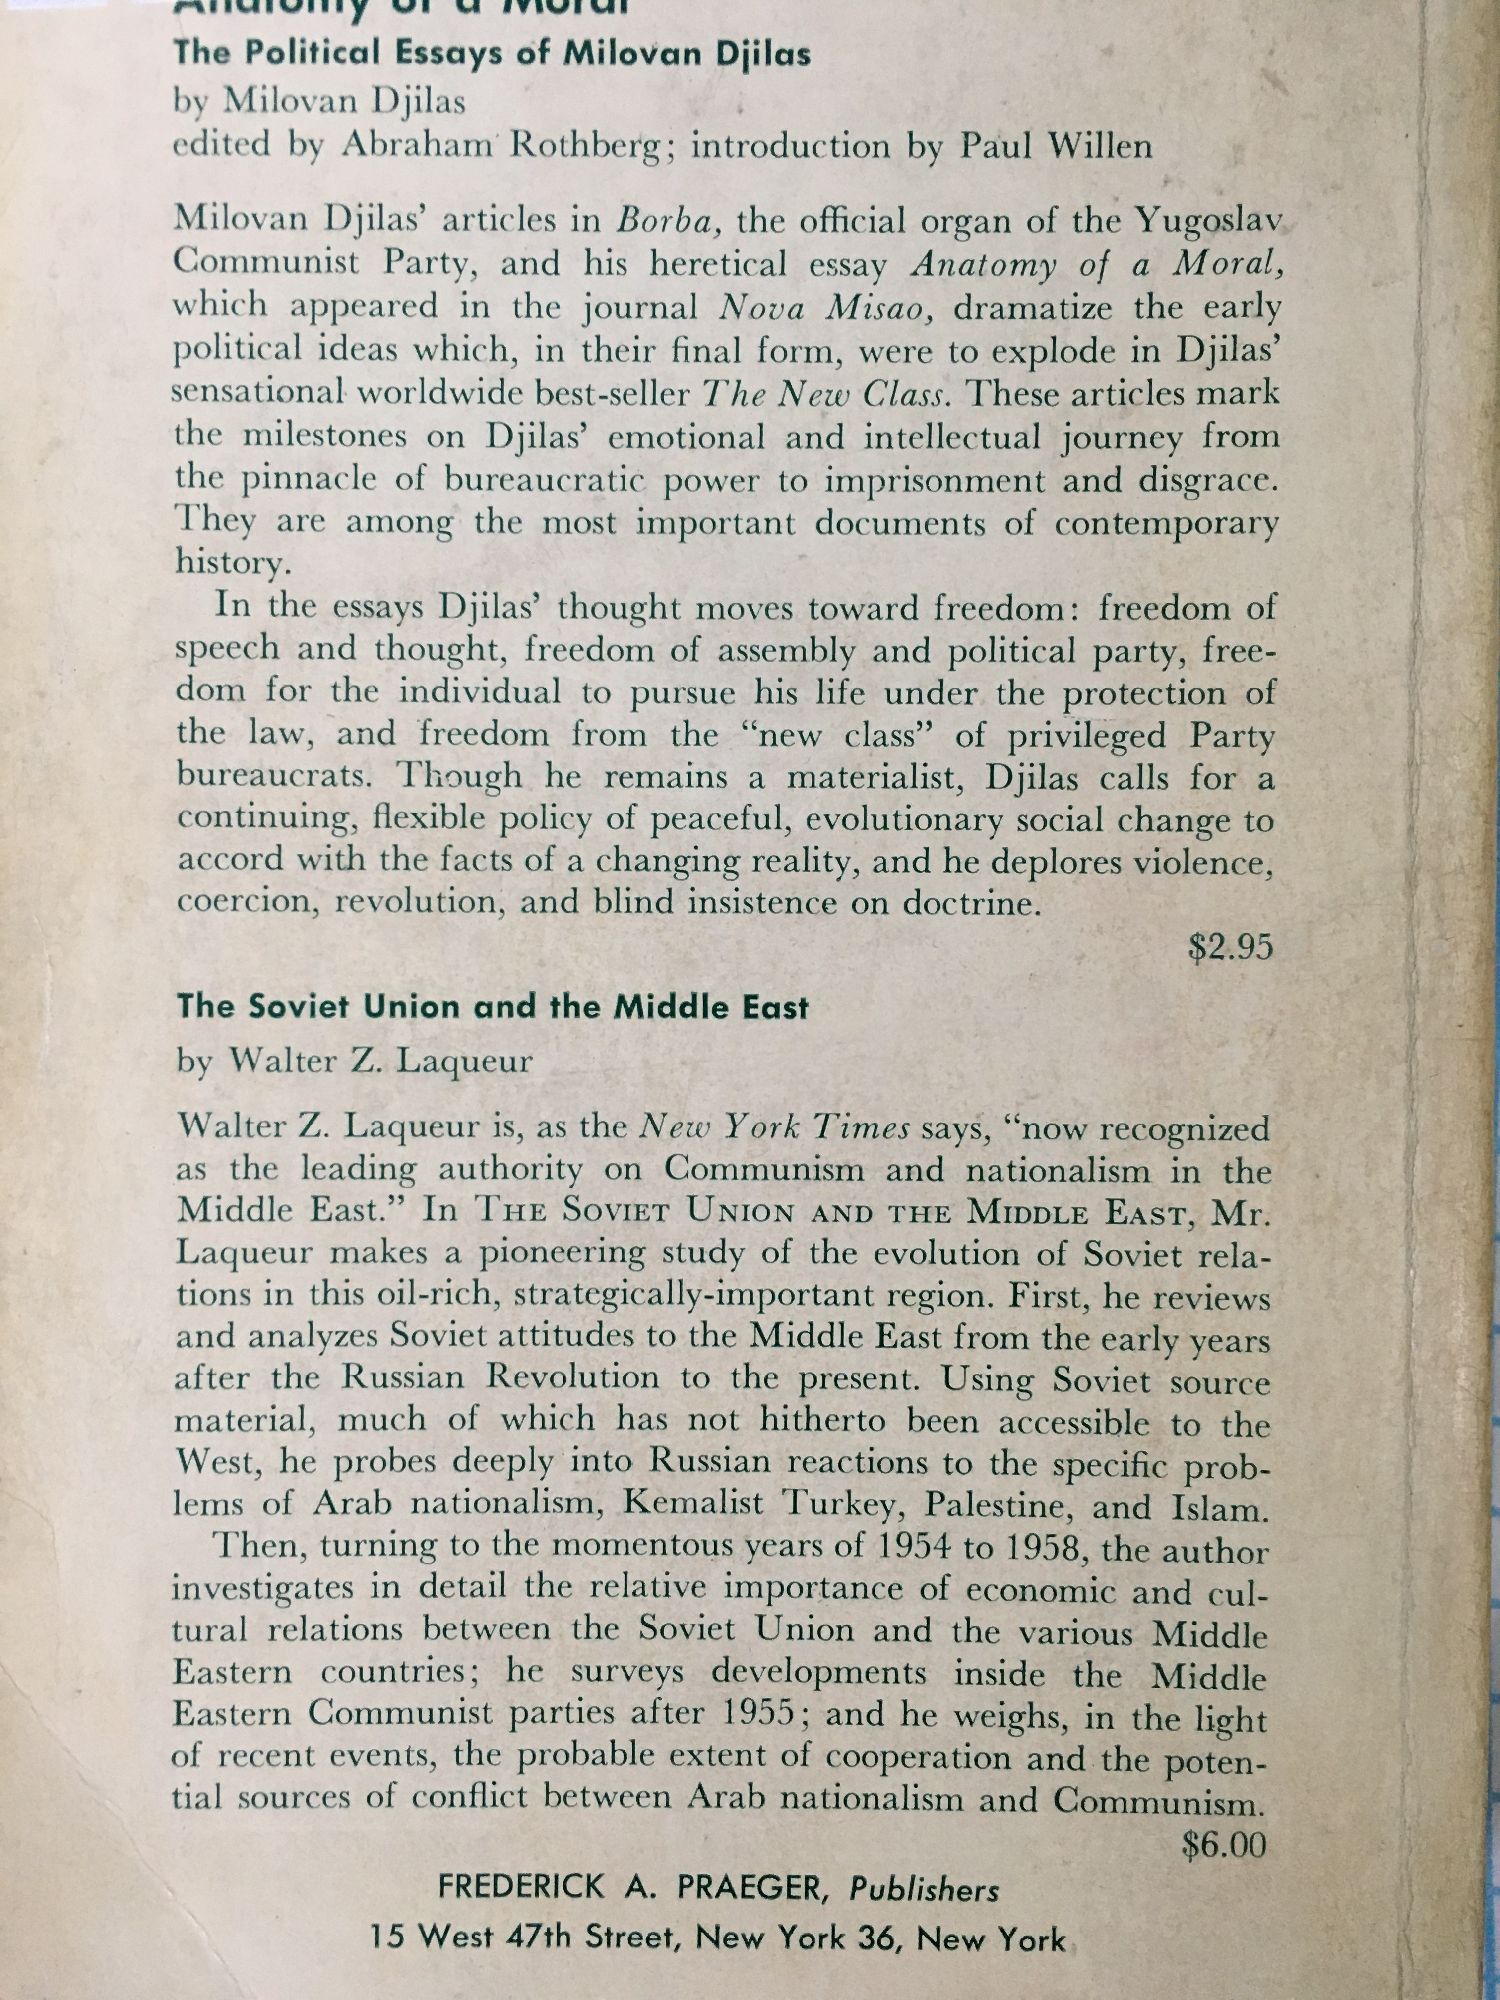 Anatomy of a Moral
The Political Essays of Milovan Djilas
by Milovan Djilas
edited by Abraham Rothberg; introduction by Paul Willen
Milovan Djilas’ articles in Borba, the official organ of the Yugoslav
Communist Party, and his heretical essay Anatomy of a Moral,
which appeared in the journal Nova Misao, dramatize the early
political ideas which, in their final form, were to explode in Djilas’
sensational worldwide best-seller The New Class. These articles mark
the milestones on Djilas’ emotional and intellectual journey from
the pinnacle of bureaucratic power to imprisonment and disgrace.
They are among the most important documents of contemporary
history.
In the essays Djilas’ thought moves toward freedom: freedom of
speech and thought, freedom of assembly and political party, free-
dom for the individual to pursue his life under the protection of
the law, and freedom from the “new class” of privileged Party
bureaucrats. Though he remains a materialist, Djilas calls for a
continuing, flexible policy of peaceful, evolutionary social change to
accord with the facts of a changing reality, and he deplores violence,
coercion, revolution, and blind insistence on doctrine.
$2.95
The Soviet Union and the Middle East
by Walter Z. Laqueur
Walter Z. Laqueur is, as the New York Times says, “now recognized
as the leading authority on Communism and nationalism in the
Middle East.” In THE SOVIET UNION AND THE MIDDLE EAST, Mr.
Laqueur makes a pioneering study of the evolution of Soviet rela-
tions in this oil-rich, strategically-important region. First, he reviews
and analyzes Soviet attitudes to the Middle East from the early years
after the Russian Revolution to the present. Using Soviet source
material, much of which has not hitherto been accessible to the
West, he probes deeply into Russian reactions to the specific prob-
lems of Arab nationalism, Kemalist Turkey, Palestine, and Islam.
Then, turning to the momentous years of 1954 to 1958, the author
investigates in detail the relative importance of economic and cul-
tural relations between the Soviet Union and the various Middle
Eastern countries; he surveys developments inside the Middle
Eastern Communist parties after 1955; and he weighs, in the light
of recent events, the probable extent of cooperation and the poten-
tial sources of conflict between Arab nationalism and Communism.
$6.00
FREDERICK A. PRAEGER, Publishers
15 West 47th Street, New York 36, New York